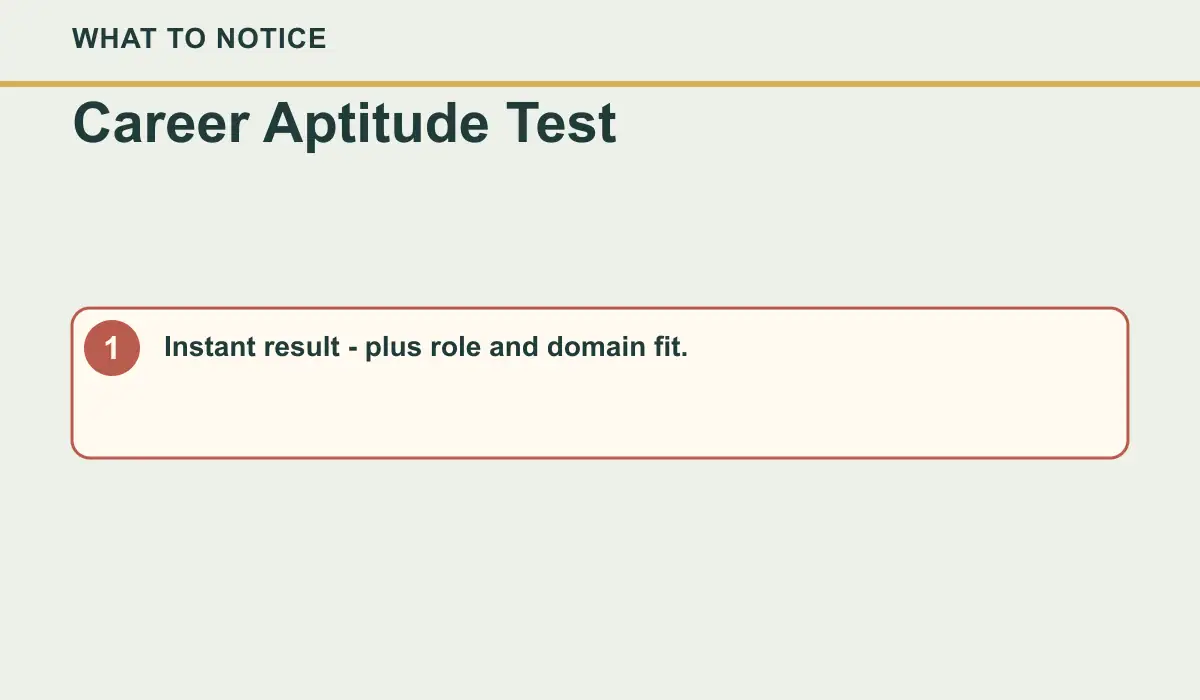 WHAT TO NOTICE
Career Aptitude Test
1
Instant result - plus role and domain fit.